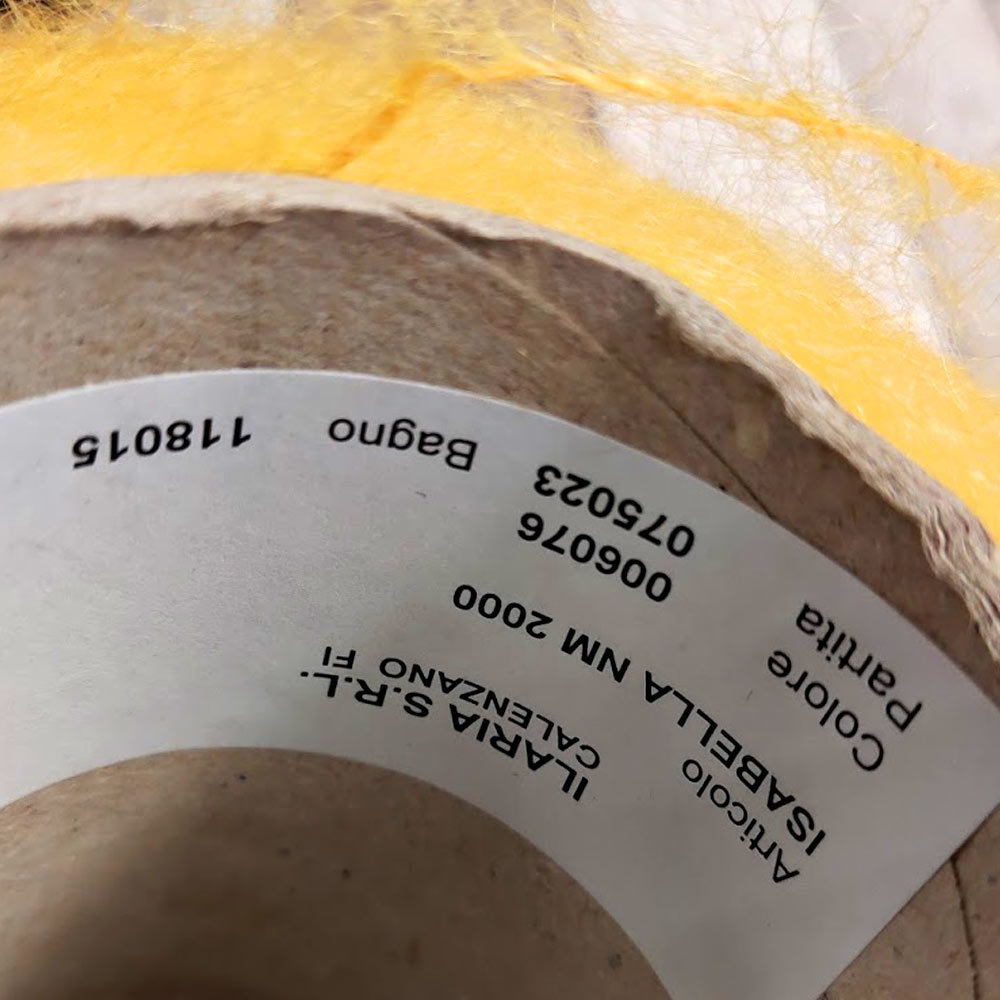 ILARIA S.R.L.
CALENZANO FI
Articolo
ISABELLA NM 2000
Colore 006076
Partita 075023 Bagno 118015